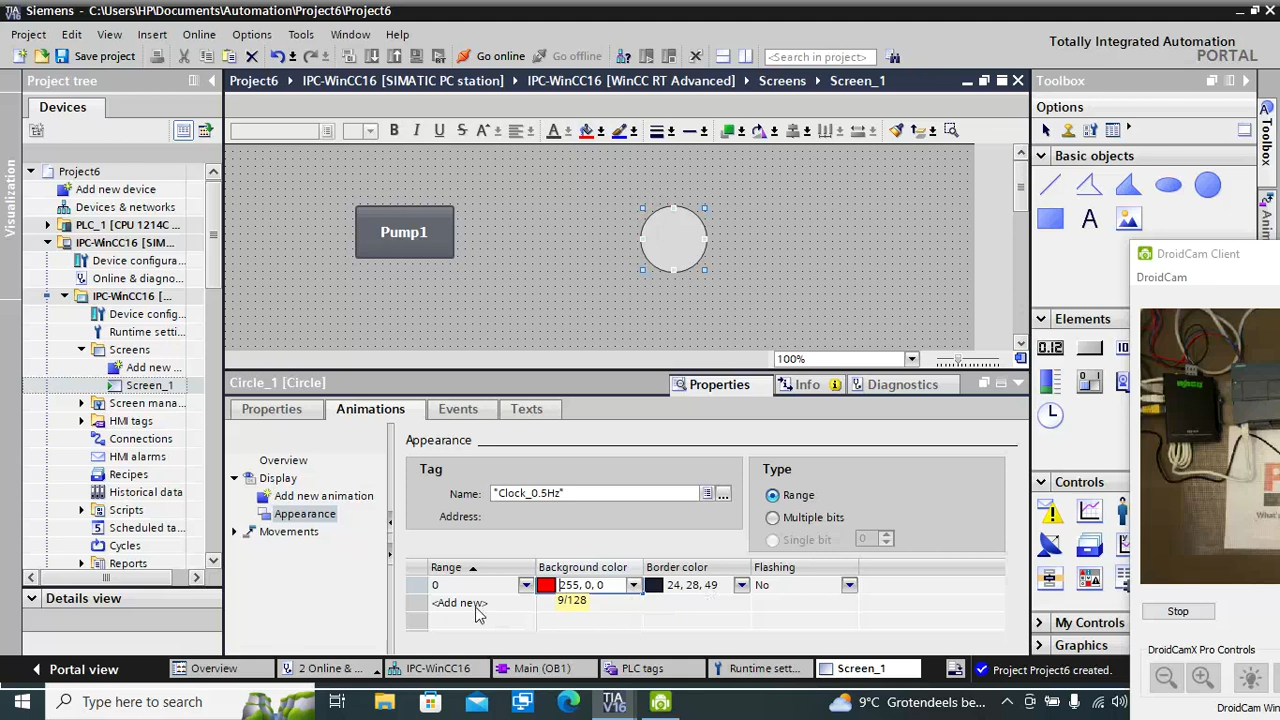 Siemens - C:\Users\HP\Documents\Automation\Project6\Project6
Project Edit View Insert Online Options Tools Window Help
Totally Integrated Automation
PORTAL
Save project
Go online
Go offline
<Search in project>
Project tree
Project6 IPC-WinCC16 [SIMATIC PC station] IPC-WinCC16 [WinCC RT Advanced] Screens Screen_1
Toolbox
Devices
Options
B I U S A
Visualization
Toolbox
Basic objects
Project6
Add new device
Devices & networks
PLC_1 [CPU 1214C
IPC-WinCC16 [SIM...
Device configura...
Online & diagno...
IPC-WinCC16 [...
Device config...
Runtime setti...
Screens
Add new ...
Screen_1
Screen mana...
HMI tags
Connections
HMI alarms
Recipes
Historical data
Scripts
Scheduled ta...
Cycles
Reports
Details view
Pump1
A
DroidCam Client
DroidCam
Elements
0.12
10
100%
Circle_1 [Circle]
Properties Info Diagnostics
Properties Animations Events Texts
Overview
Display
Add new animation
Appearance
Movements
Appearance
Tag
Name: "Clock_0.5Hz"
Address:
Type
Range
Multiple bits
Single bit 0
Range Background color Border color Flashing
0 255, 0, 0 24, 28, 49 No
<Add new>
9/128
Controls
What's
Stop
My Controls
Graphics
DroidCamX Pro Controls
Portal view
Overview
2 Online & ...
IPC-WinCC16
Main (OB1)
PLC tags
Runtime sett...
Screen_1
Project Project6 created.
Type here to search
TIA
V16
9°C Grotendeels be...
DroidCam Win